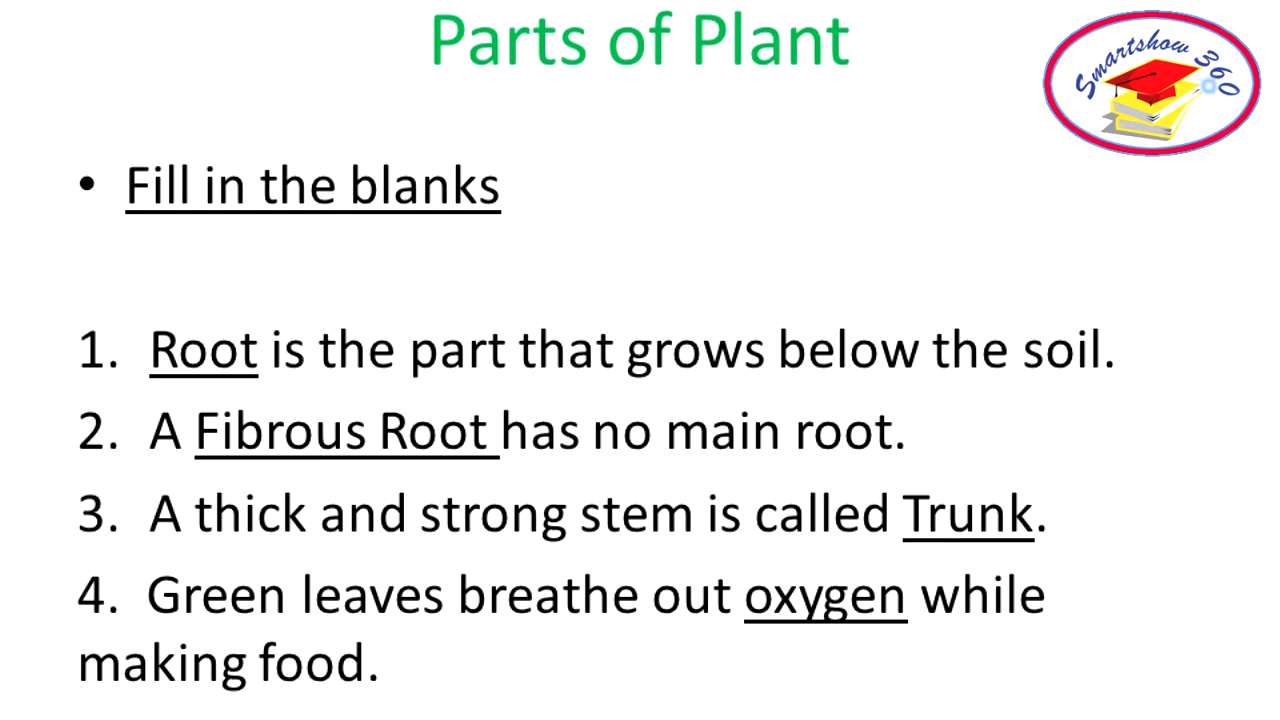 Parts of Plant
Smartshow 360
• Fill in the blanks
1. Root is the part that grows below the soil.
2. A Fibrous Root has no main root.
3. A thick and strong stem is called Trunk.
4. Green leaves breathe out oxygen while
making food.